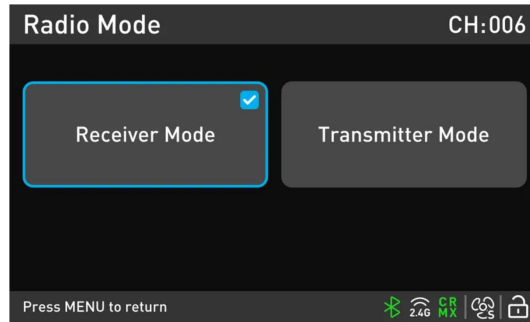 Radio Mode CH:006
Receiver Mode Transmitter Mode
Press MENU to return 2.4G CR MX S